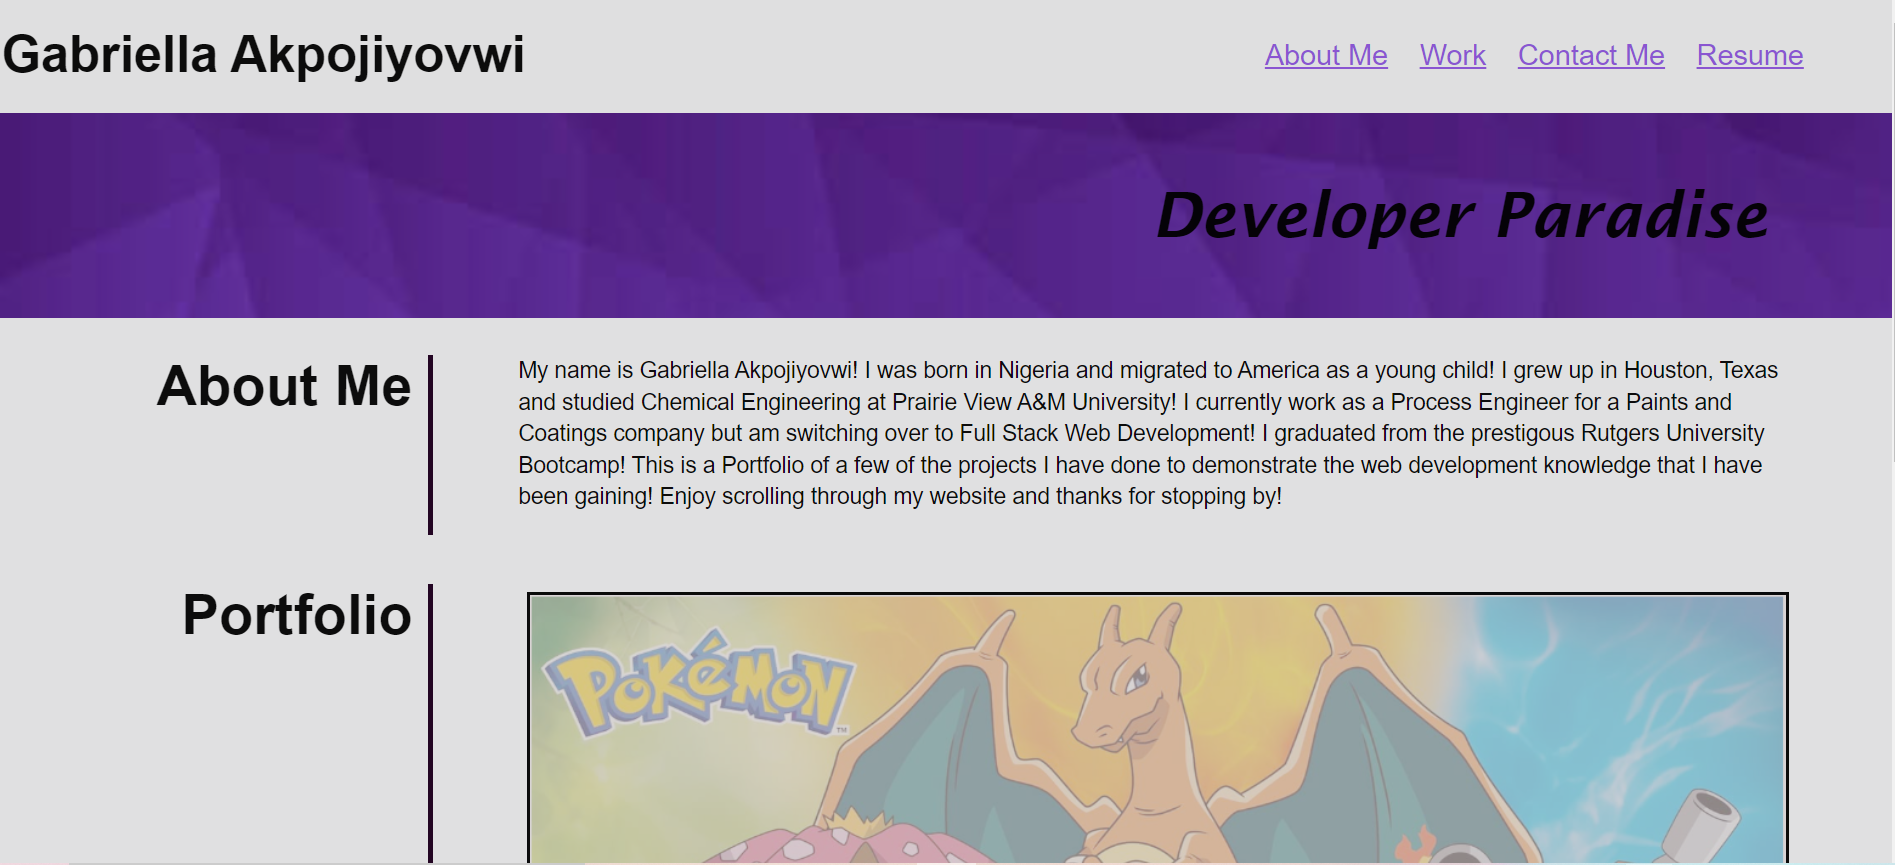 Gabriella Akpojiyovwi
About Me Work Contact Me Resume
Developer Paradise
About Me
My name is Gabriella Akpojiyovwi! I was born in Nigeria and migrated to America as a young child! I grew up in Houston, Texas
and studied Chemical Engineering at Prairie View A&M University! I currently work as a Process Engineer for a Paints and
Coatings company but am switching over to Full Stack Web Development! I graduated from the prestigous Rutgers University
Bootcamp! This is a Portfolio of a few of the projects I have done to demonstrate the web development knowledge that I have
been gaining! Enjoy scrolling through my website and thanks for stopping by!
Portfolio
POKéMON™